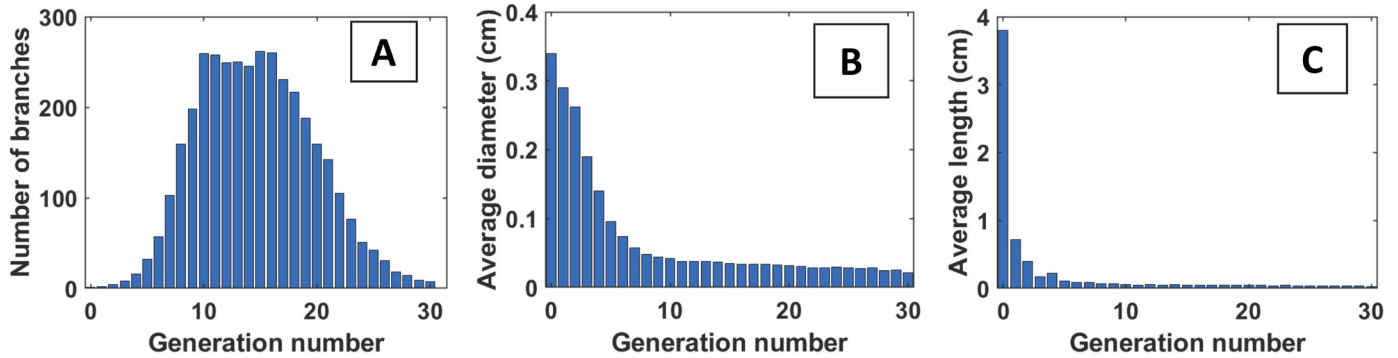 A
Number of branches
300
200
100
0
0 10 20 30
Generation number
B
Average diameter (cm)
0.4
0.3
0.2
0.1
0
0 10 20 30
Generation number
C
Average length (cm)
4
3
2
1
0
0 10 20 30
Generation number